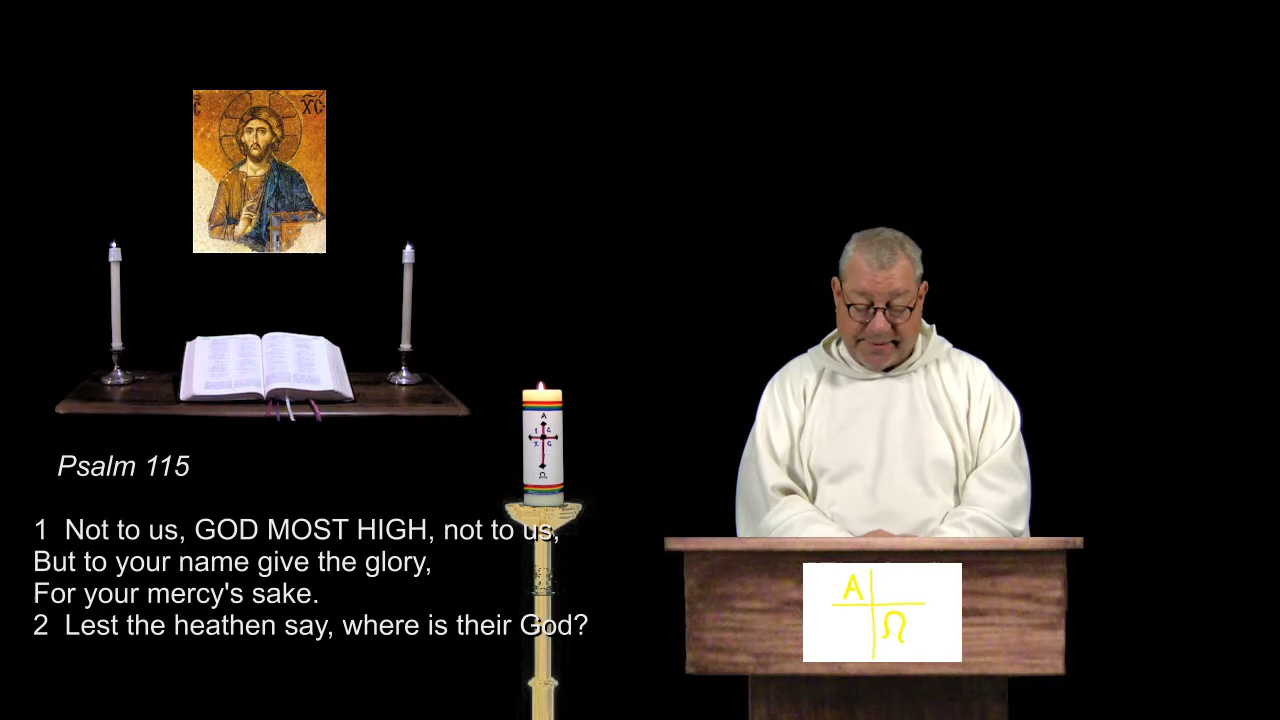 C ΧC
Psalm 115
1 Not to us, GOD MOST HIGH, not to us,
But to your name give the glory,
For your mercy's sake.
2 Lest the heathen say, where is their God?
A
I C
X C
Ω
A
Ω